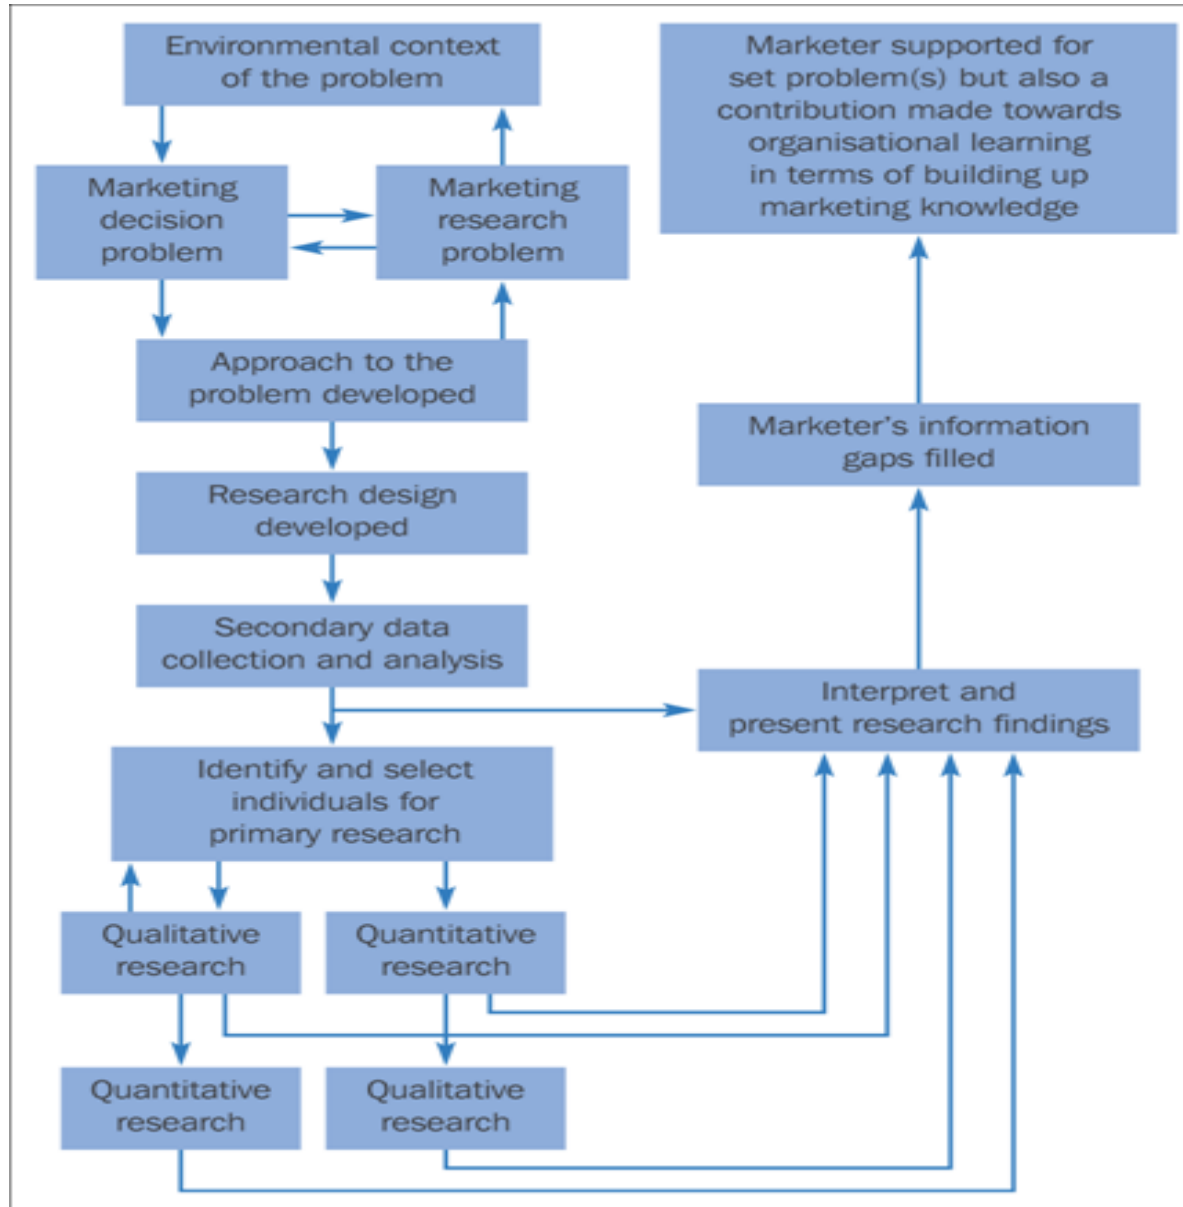 Environmental context
of the problem
Marketing
decision
problem
Marketing
research
problem
Approach to the
problem developed
Research design
developed
Secondary data
collection and analysis
Identify and select
individuals for
primary research
Qualitative
research
Quantitative
research
Quantitative
research
Qualitative
research
Interpret and
present research findings
Marketer’s information
gaps filled
Marketer supported for
set problem(s) but also a
contribution made towards
organisational learning
in terms of building up
marketing knowledge